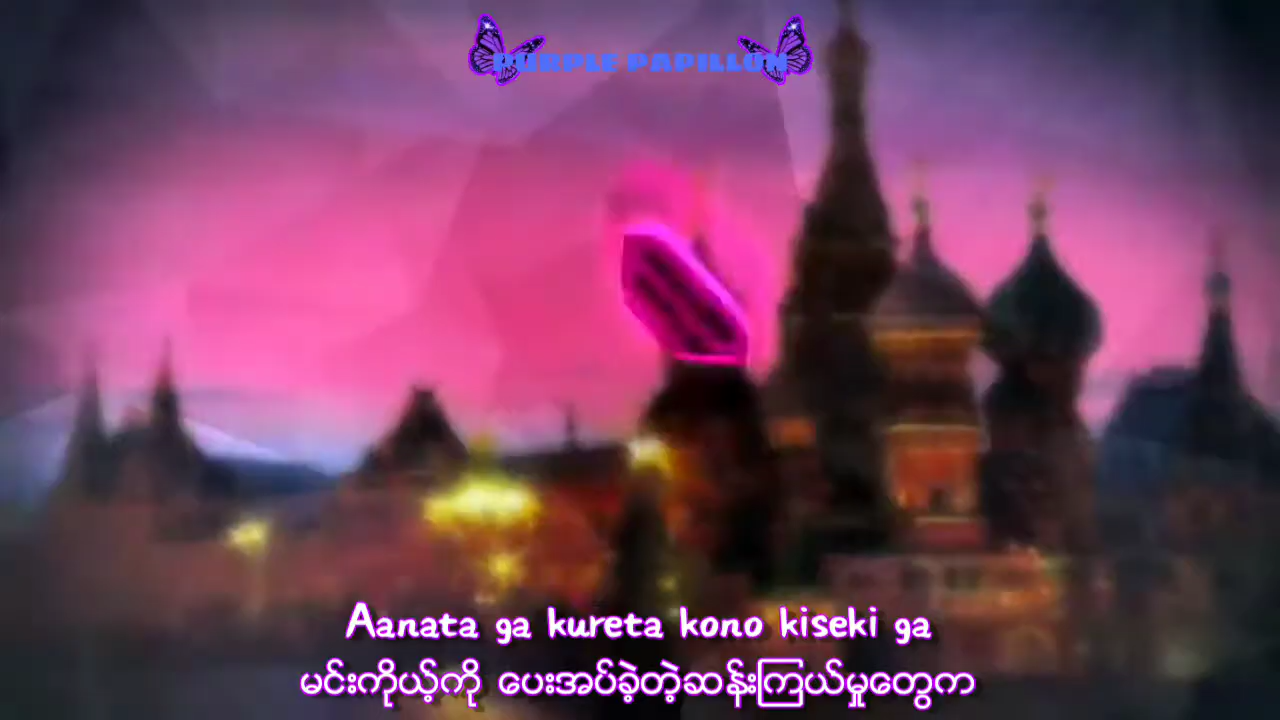 PURPLE PAPILLON
Aanata ga kureta kono kiseki ga
မင်းကိုယ့်ကို ပေးအပ်ခဲ့တဲ့ဆန်းကြယ်မှုတွေက